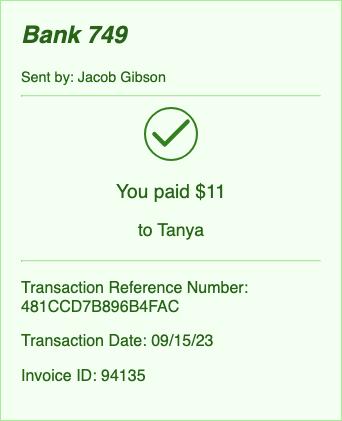 Bank 749
Sent by: Jacob Gibson
You paid $11
to Tanya
Transaction Reference Number:
481CCD7B896B4FAC
Transaction Date: 09/15/23
Invoice ID: 94135